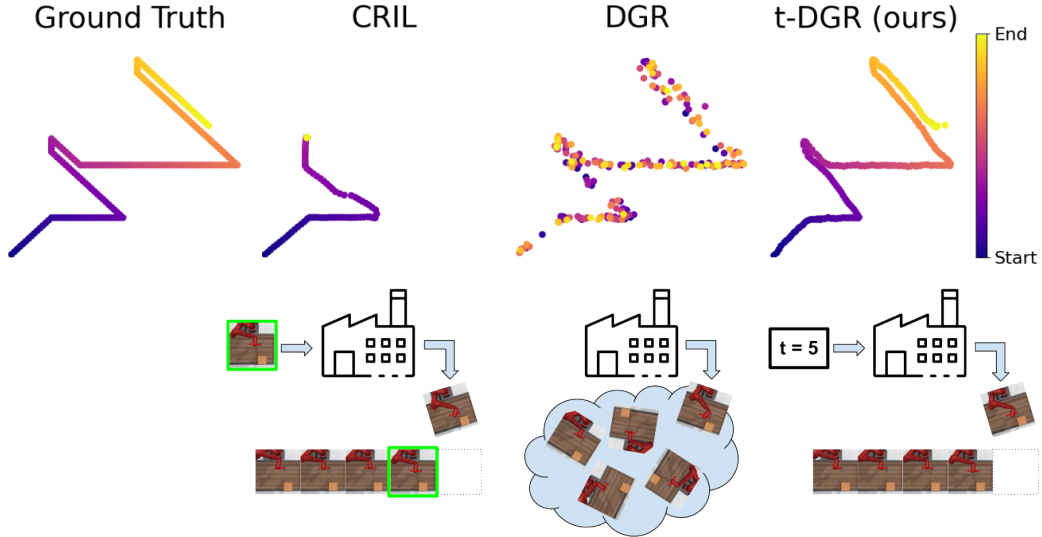 Ground Truth
CRIL
DGR
t-DGR (ours)
End
Start
t = 5